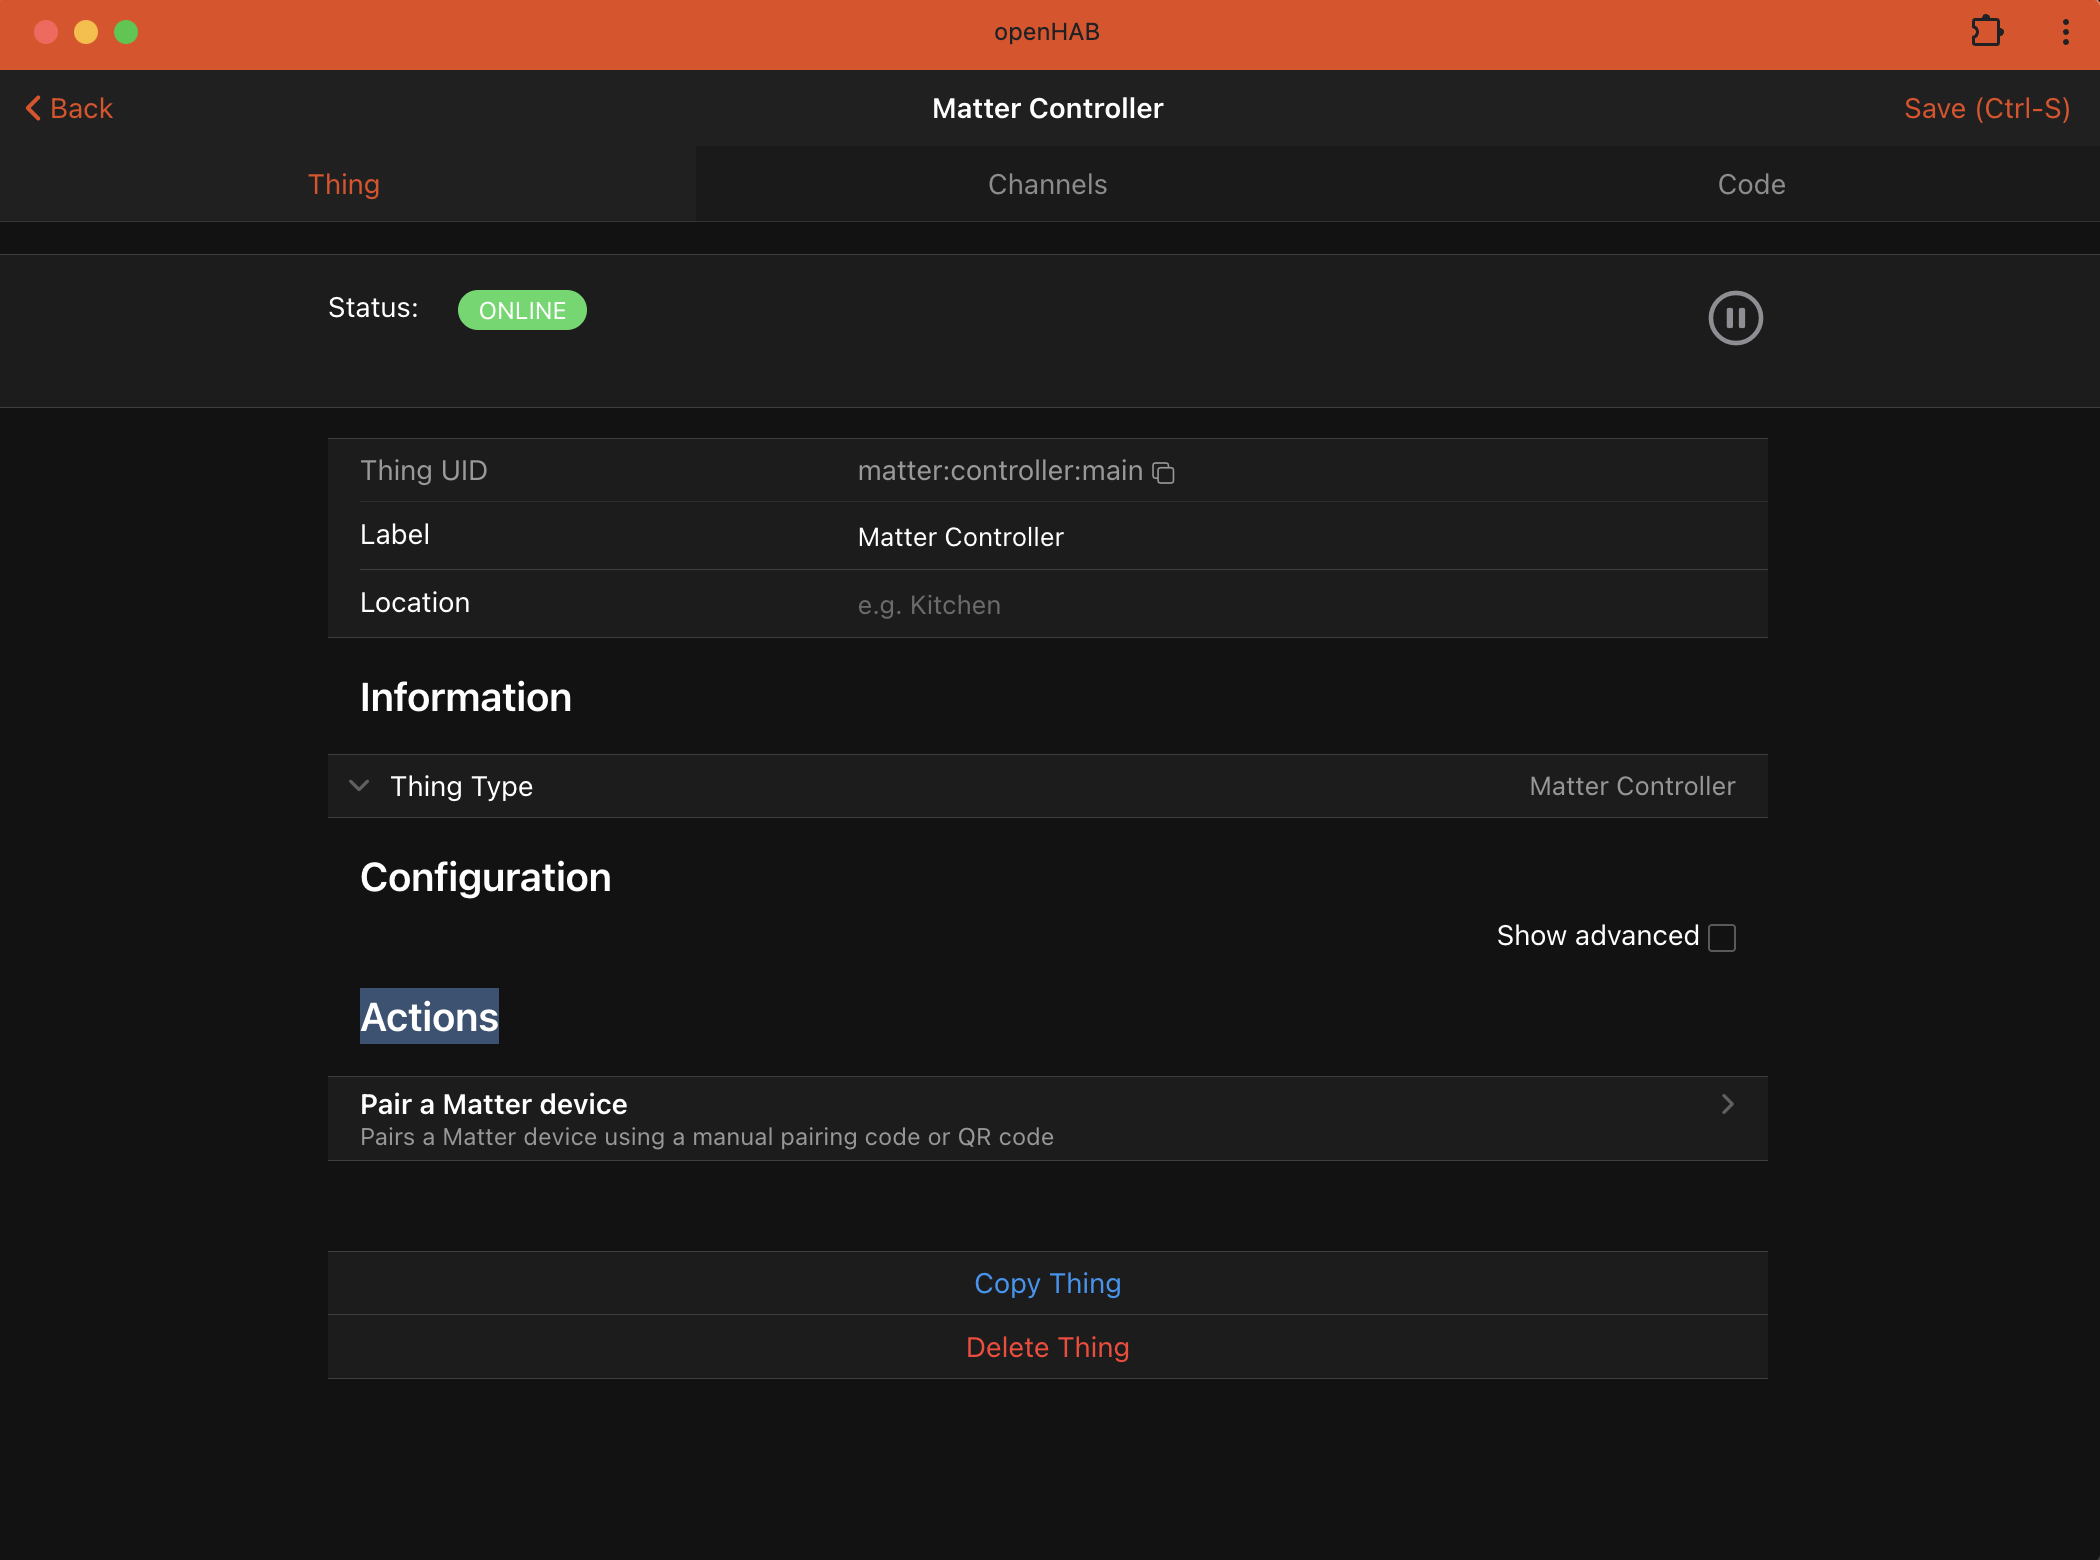 openHAB
Back
Matter Controller
Save (Ctrl-S)
Thing
Channels
Code
Status:
ONLINE
Thing UID
matter:controller:main
Label
Matter Controller
Location
e.g. Kitchen
Information
Thing Type
Matter Controller
Configuration
Show advanced
Actions
Pair a Matter device
Pairs a Matter device using a manual pairing code or QR code
Copy Thing
Delete Thing